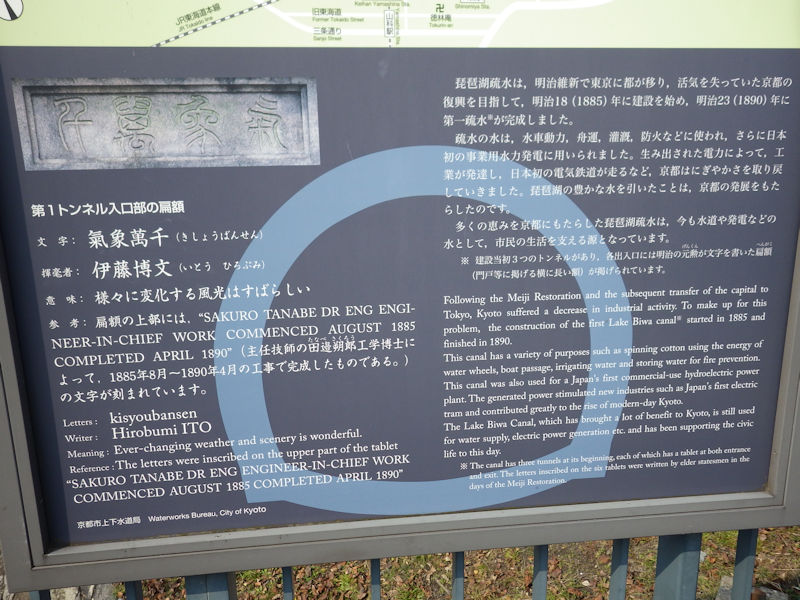 JR東海道本線
JR Tokaido line
旧東海道
Former Tokaido Street
三条通り
Sanjo Street
Keihan Yamashina Sta.
山科駅
Yamashina Sta.
卍
徳林庵
Tokurin-an
Shinomiya Sta.
氣象萬千
第1トンネル入口部の扁額
文 字: 氣象萬千(きしょうばんせん)
揮毫者: 伊藤博文(いとう ひろぶみ)
意 味: 様々に変化する風光はすばらしい
参 考: 扁額の上部には、“SAKURO TANABE DR ENG ENGI-
NEER-IN-CHIEF WORK COMMENCED AUGUST 1885
COMPLETED APRIL 1890”(主任技師の田邉朔郎工学博士に
たなべ さくろう
よって,1885年8月〜1890年4月の工事で完成したものである。)
の文字が刻まれています。
Letters : kisyoubansen
Writer : Hirobumi ITO
Meaning : Ever-changing weather and scenery is wonderful.
Reference : The letters were inscribed on the upper part of the tablet
“SAKURO TANABE DR ENG ENGINEER-IN-CHIEF WORK
COMMENCED AUGUST 1885 COMPLETED APRIL 1890”
京都市上下水道局 Waterworks Bureau, City of Kyoto
琵琶湖疏水は,明治維新で東京に都が移り,活気を失っていた京都の
復興を目指して,明治18(1885)年に建設を始め,明治23(1890)年に
第一疏水※が完成しました。
疏水の水は,水車動力,舟運,灌漑,防火などに使われ,さらに日本
初の事業用水力発電に用いられました。生み出された電力によって,工
業が発達し,日本初の電気鉄道が走るなど,京都はにぎやかさを取り戻
していきました。琵琶湖の豊かな水を引いたことは,京都の発展をもた
らしたのです。
多くの恵みを京都にもたらした琵琶湖疏水は,今も水道や発電などの
水として,市民の生活を支える源となっています。
※ 建設当初3つのトンネルがあり,各出入口には明治の元勲が文字を書いた扁額
げんくん へんがく
(門戸等に掲げる横に長い額)が掲げられています。
Following the Meiji Restoration and the subsequent transfer of the capital to
Tokyo, Kyoto suffered a decrease in industrial activity. To make up for this
problem, the construction of the first Lake Biwa canal※ started in 1885 and
finished in 1890.
This canal has a variety of purposes such as spinning cotton using the energy of
water wheels, boat passage, irrigating water and storing water for fire prevention.
This canal was also used for a Japan's first commercial-use hydroelectric power
plant. The generated power stimulated new industries such as Japan's first electric
tram and contributed greatly to the rise of modern-day Kyoto.
The Lake Biwa Canal, which has brought a lot of benefit to Kyoto, is still used
for water supply, electric power generation etc. and has been supporting the civic
life to this day.
※ The canal has three tunnels at its beginning, each of which has a tablet at both entrance
and exit. The letters inscribed on the six tablets were written by elder statesmen in the
days of the Meiji Restoration.